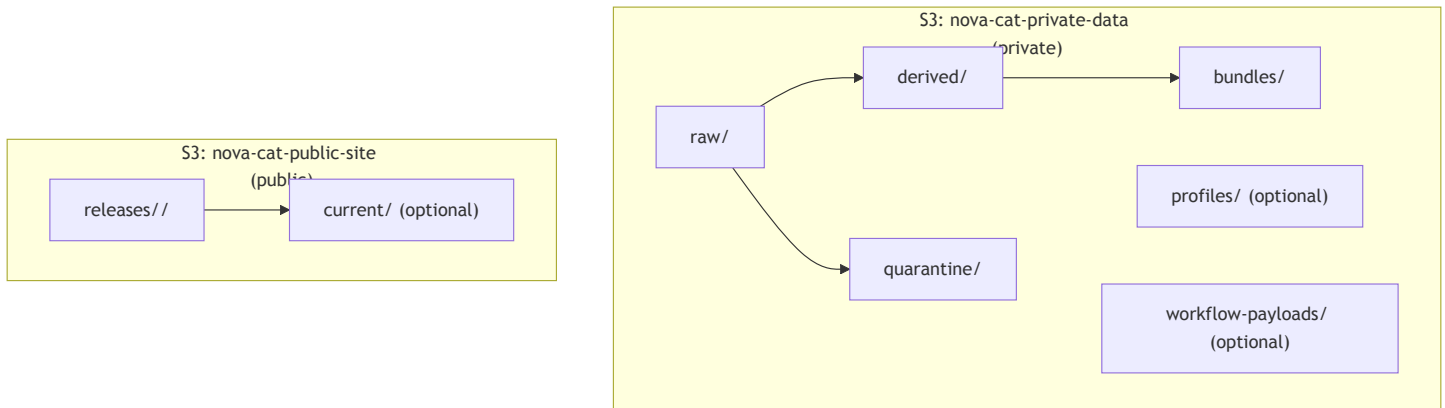 S3: nova-cat-public-site
(public)
releases//
current/ (optional)
S3: nova-cat-private-data
(private)
raw/
derived/
bundles/
quarantine/
profiles/ (optional)
workflow-payloads/
(optional)